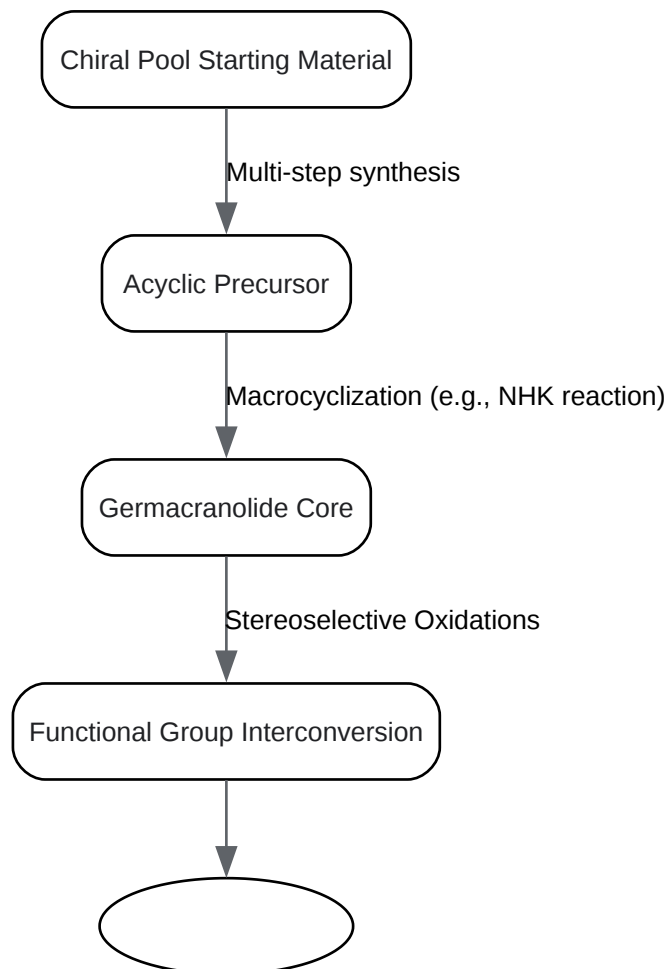 Chiral Pool Starting Material
Multi-step synthesis
Acyclic Precursor
Macrocyclization (e.g., NHK reaction)
Germacranolide Core
Stereoselective Oxidations
Functional Group Interconversion